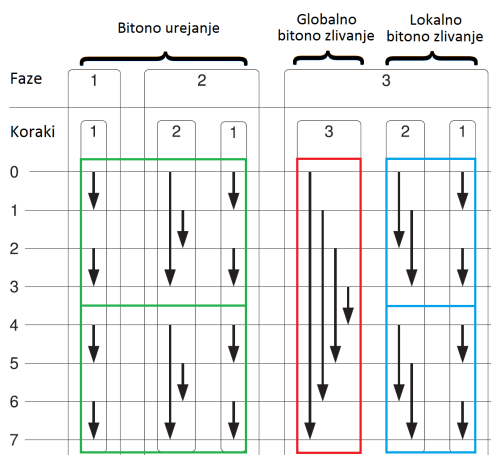 Bitono urejanje
Globalno
bitono zlivanje
Lokalno
bitono zlivanje
Faze 1 2 3
Koraki 1 2 1 3 2 1
0
1
2
3
4
5
6
7